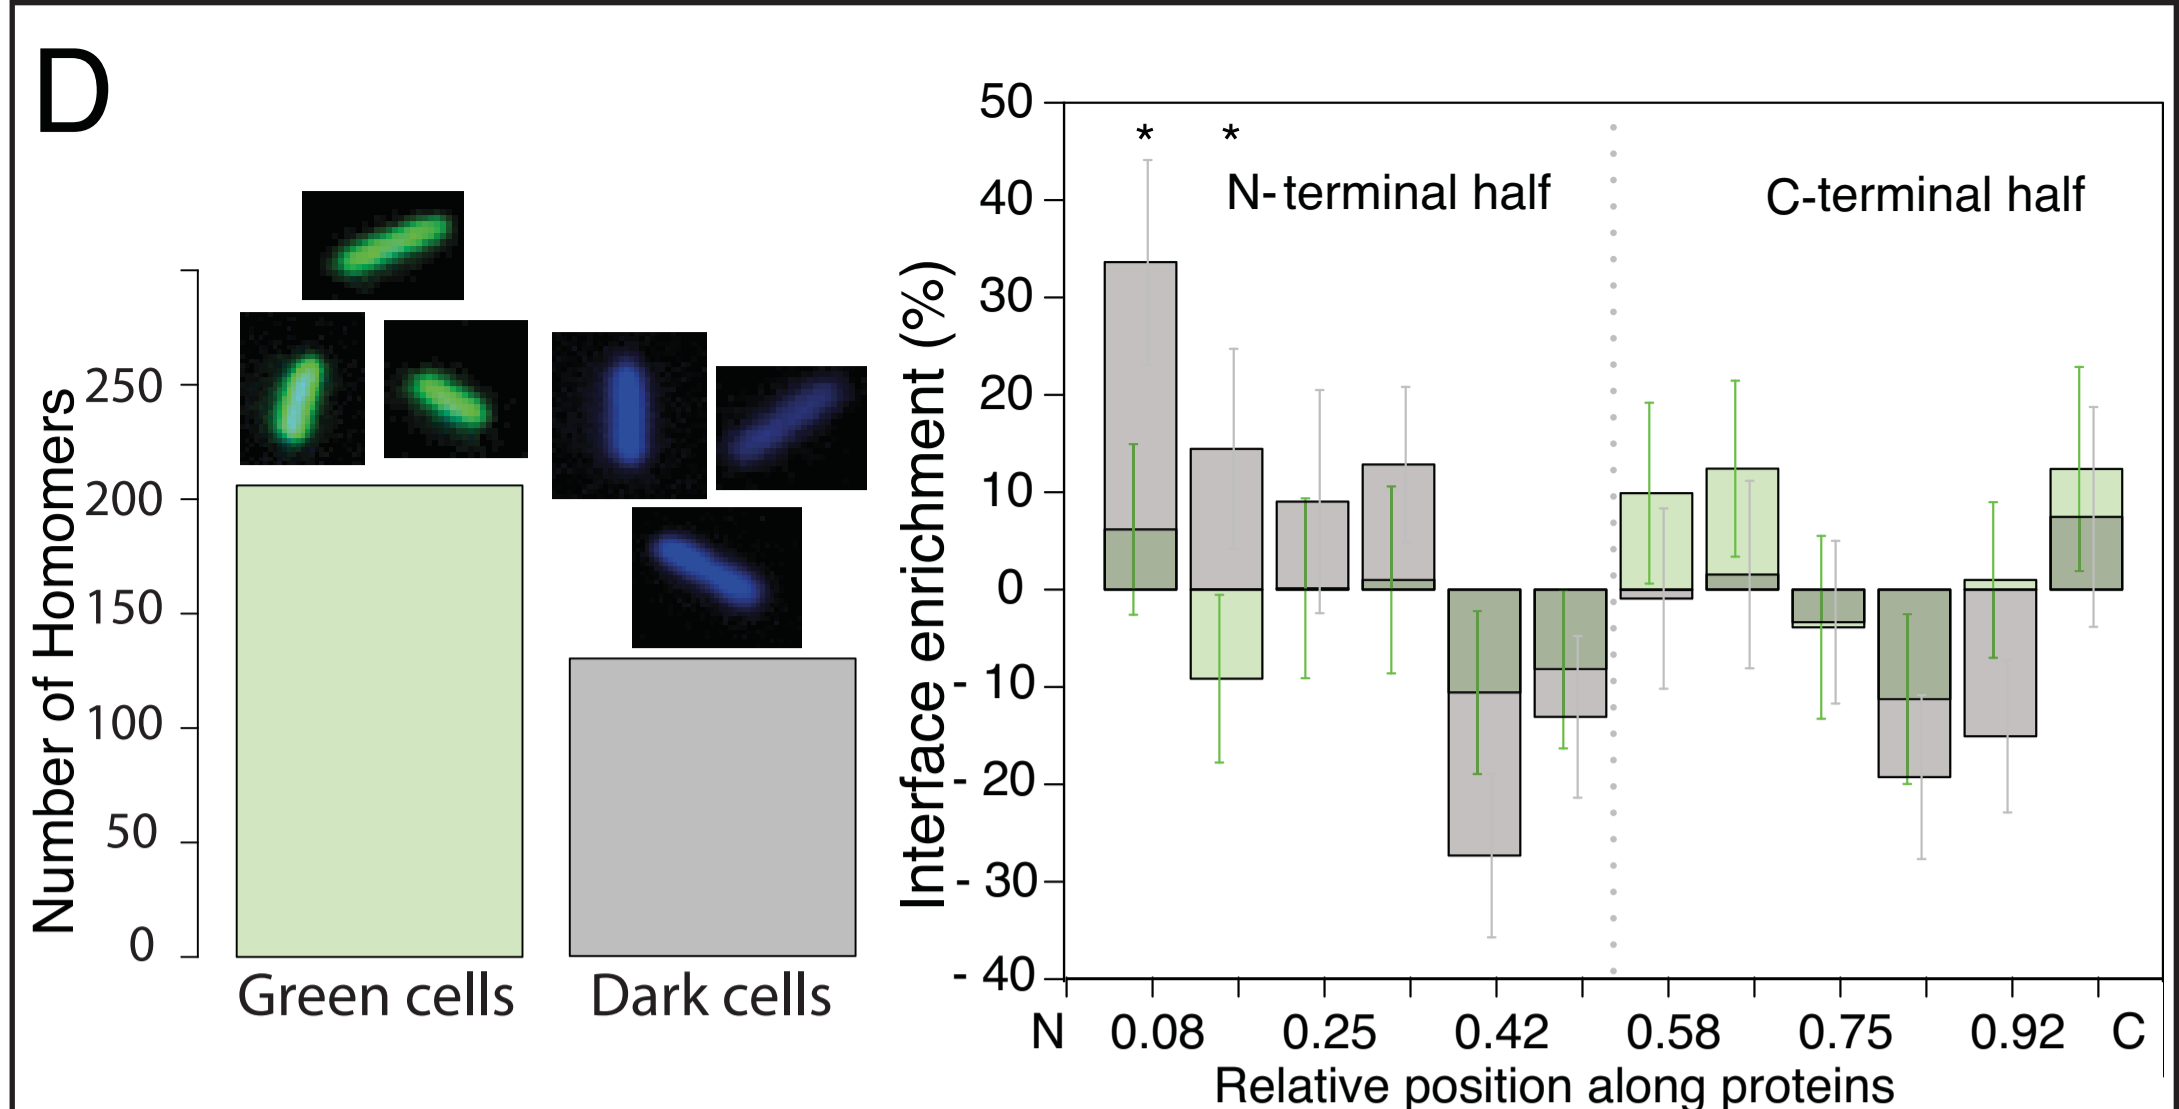 D
Number of Homomers
250
200
150
100
50
0
Green cells
Dark cells
Interface enrichment (%)
50
40
30
20
10
0
- 10
- 20
- 30
- 40
* *
N-terminal half
C-terminal half
N 0.08 0.25 0.42 0.58 0.75 0.92 C
Relative position along proteins